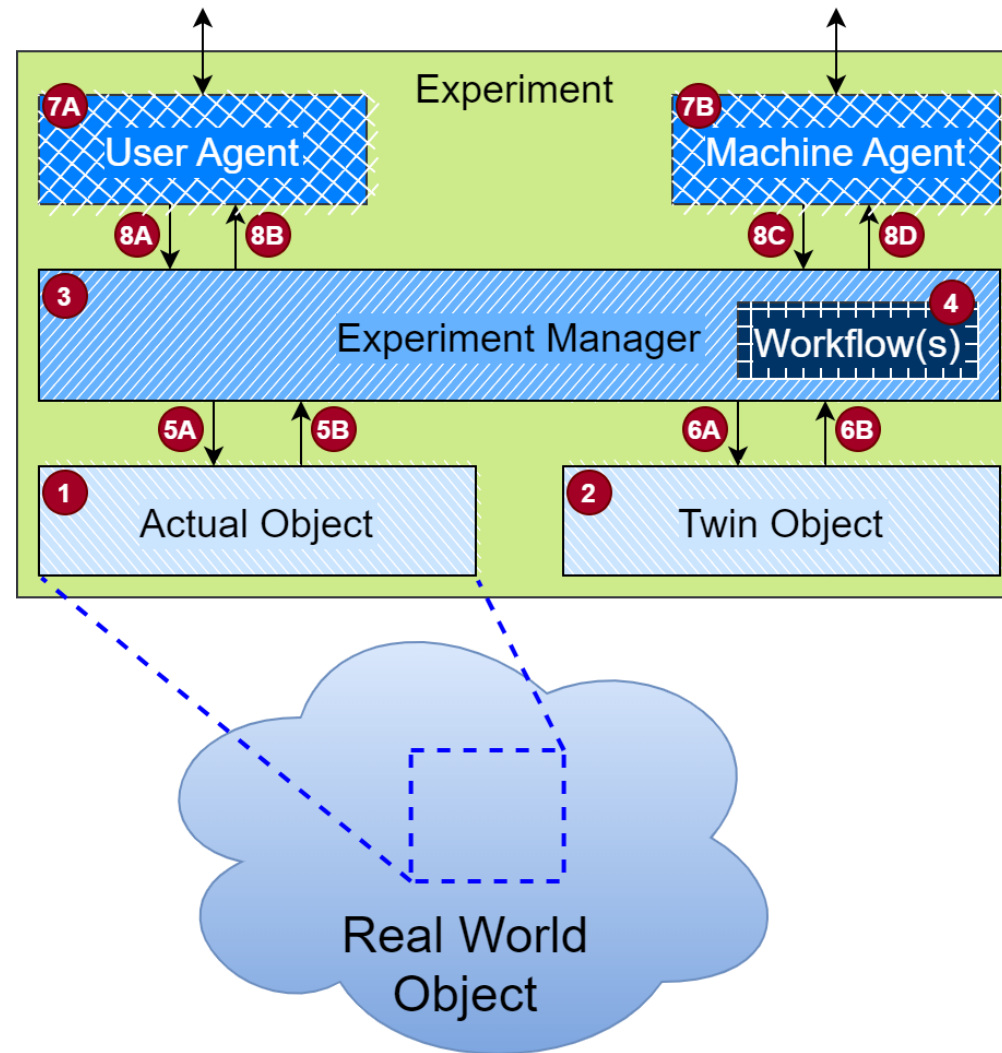 Experiment
7A
User Agent
7B
Machine Agent
8A
8B
8C
8D
3
Experiment Manager
4
Workflow(s)
5A
5B
6A
6B
1
Actual Object
2
Twin Object
Real World
Object